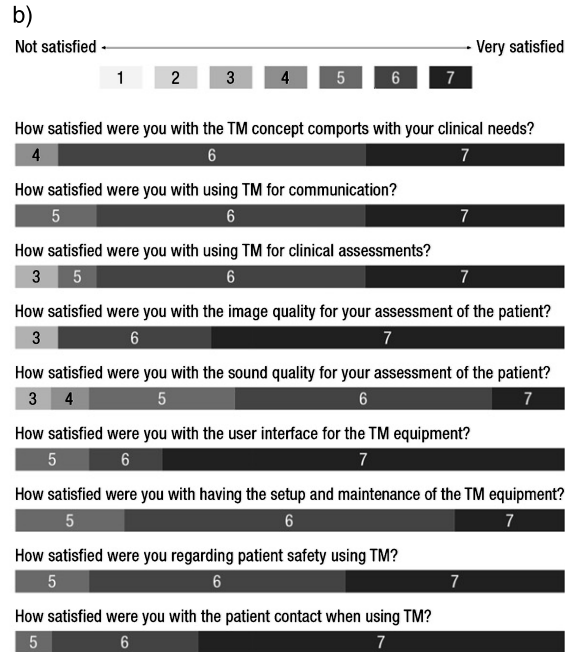 b)
Not satisfied Very satisfied
1 2 3 4 5 6 7
How satisfied were you with the TM concept comports with your clinical needs?
4 6 7
How satisfied were you with using TM for communication?
5 6 7
How satisfied were you with using TM for clinical assessments?
3 5 6 7
How satisfied were you with the image quality for your assessment of the patient?
3 6 7
How satisfied were you with the sound quality for your assessment of the patient?
3 4 5 6 7
How satisfied were you with the user interface for the TM equipment?
5 6 7
How satisfied were you with having the setup and maintenance of the TM equipment?
5 6 7
How satisfied were you regarding patient safety using TM?
5 6 7
How satisfied were you with the patient contact when using TM?
5 6 7